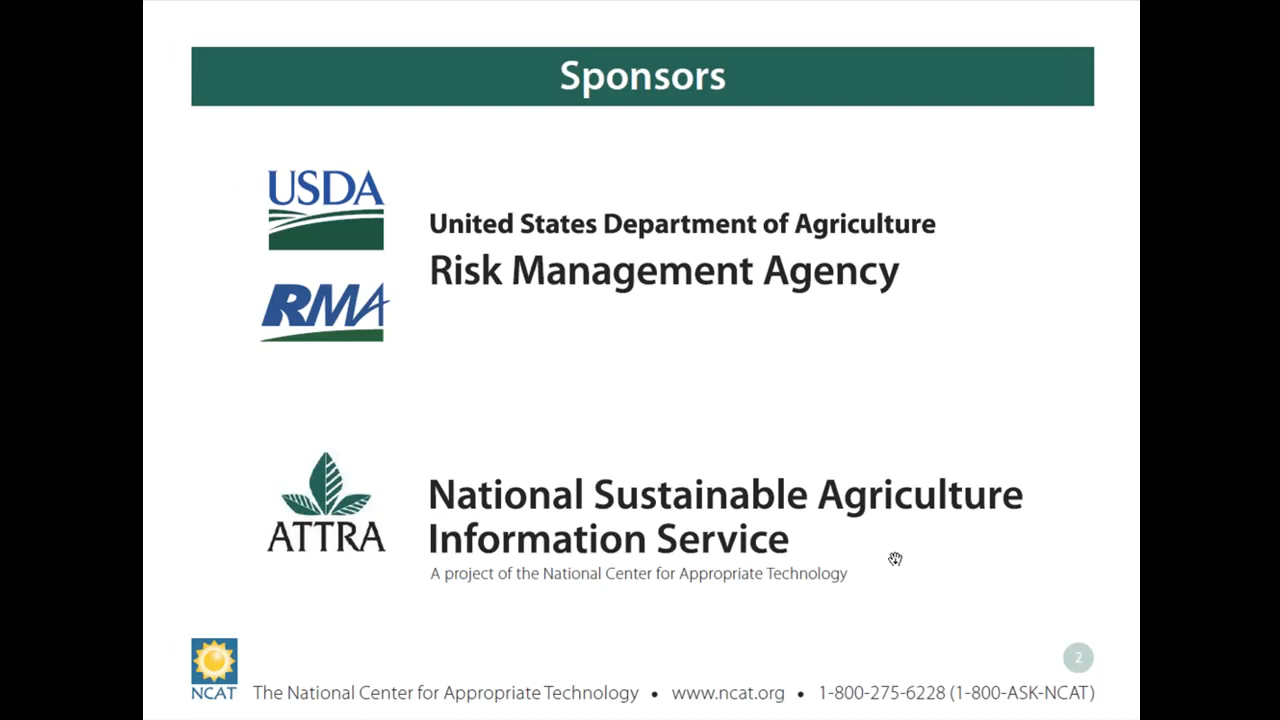 Sponsors
USDA
United States Department of Agriculture
Risk Management Agency
RMA
ATTRA
National Sustainable Agriculture
Information Service
A project of the National Center for Appropriate Technology
2
NCAT
The National Center for Appropriate Technology • www.ncat.org • 1-800-275-6228 (1-800-ASK-NCAT)